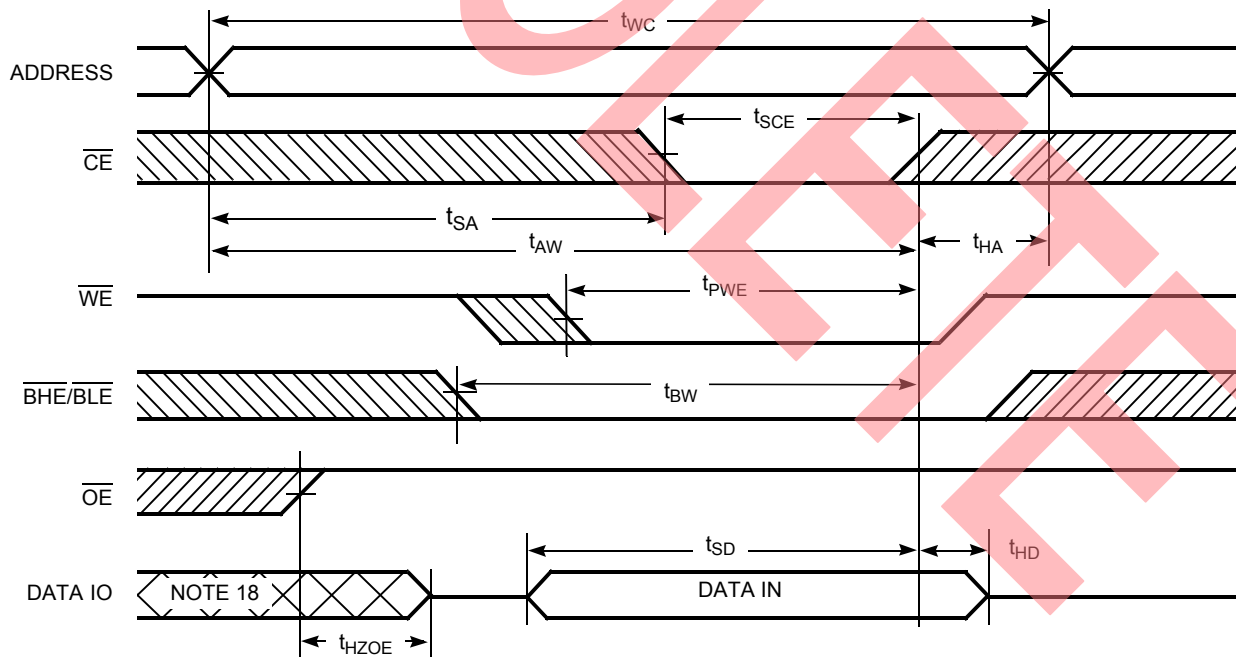 tWC
ADDRESS
tSCE
CE
tSA
tAW
tHA
WE
tPWE
BHE/BLE
tBW
OE
tSD
tHD
DATA IO
NOTE 18
DATA IN
tHZOE